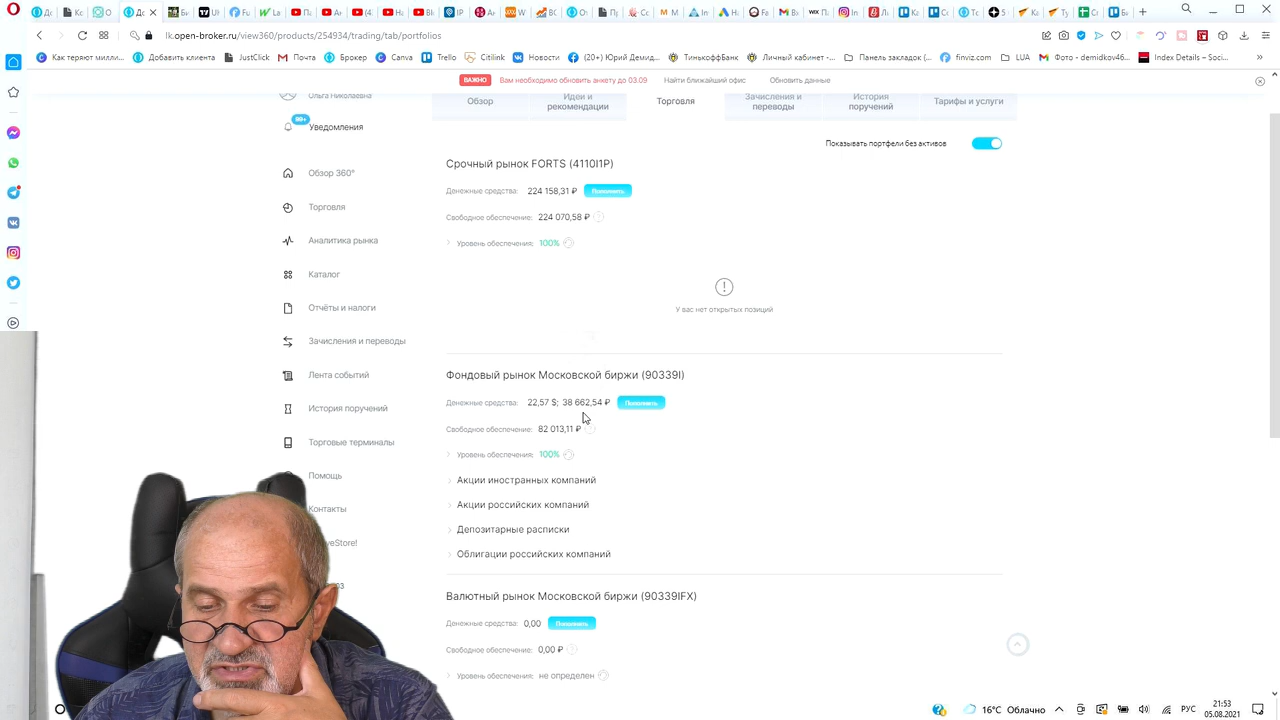 lk.open-broker.ru/view360/products/254934/trading/tab/portfolios
Как теряют милли...
Добавить клиента
JustClick
Почта
Брокер
Canva
Trello
Citilink
Новости
(20+) Юрий Демид...
ТинькоффБанк
Личный кабинет -...
Панель закладок (...
finviz.com
LUA
Фото - demidkov46...
Index Details – Soci...
ВАЖНО
Вам необходимо обновить анкету до 03.09
Найти ближайший офис
Обновить данные
Ольга Николаевна
Обзор
Идеи и
рекомендации
Торговля
Зачисления и
переводы
История
поручений
Тарифы и услуги
99+
Уведомления
Обзор 360°
Торговля
Аналитика рынка
Каталог
Отчёты и налоги
Зачисления и переводы
Лента событий
История поручений
Торговые терминалы
Помощь
Контакты
veStore!
Показывать портфели без активов
Срочный рынок FORTS (4110I1P)
Денежные средства: 224 158,31 ₽ Пополнить
Свободное обеспечение: 224 070,58 ₽
Уровень обеспечения: 100%
У вас нет открытых позиций
Фондовый рынок Московской биржи (90339I)
Денежные средства: 22,57 $; 38 662,54 ₽ Пополнить
Свободное обеспечение: 82 013,11 ₽
Уровень обеспечения: 100%
Акции иностранных компаний
Акции российских компаний
Депозитарные расписки
Облигации российских компаний
Валютный рынок Московской биржи (90339IFX)
Денежные средства: 0,00 Пополнить
Свободное обеспечение: 0,00 ₽
Уровень обеспечения: не определен
16°C Облачно
РУС
21:53
05.08.2021